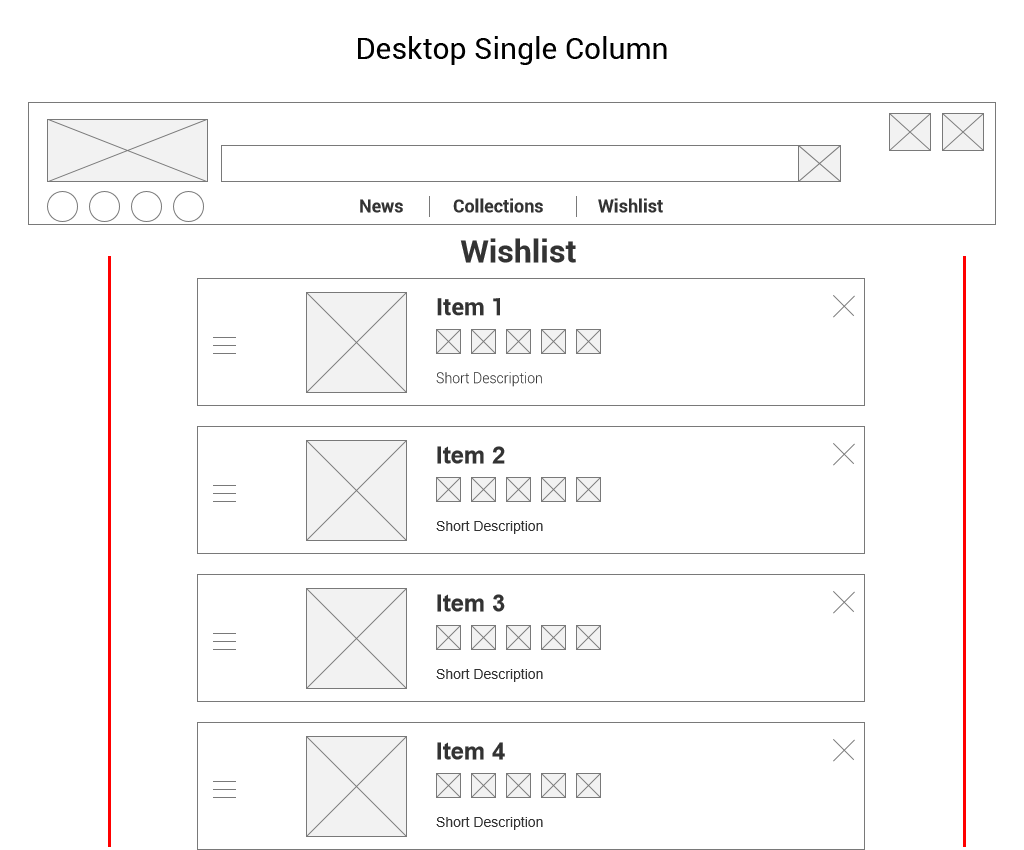 Desktop Single Column
News
Collections
Wishlist
Wishlist
Item 1
Short Description
Item 2
Short Description
Item 3
Short Description
Item 4
Short Description